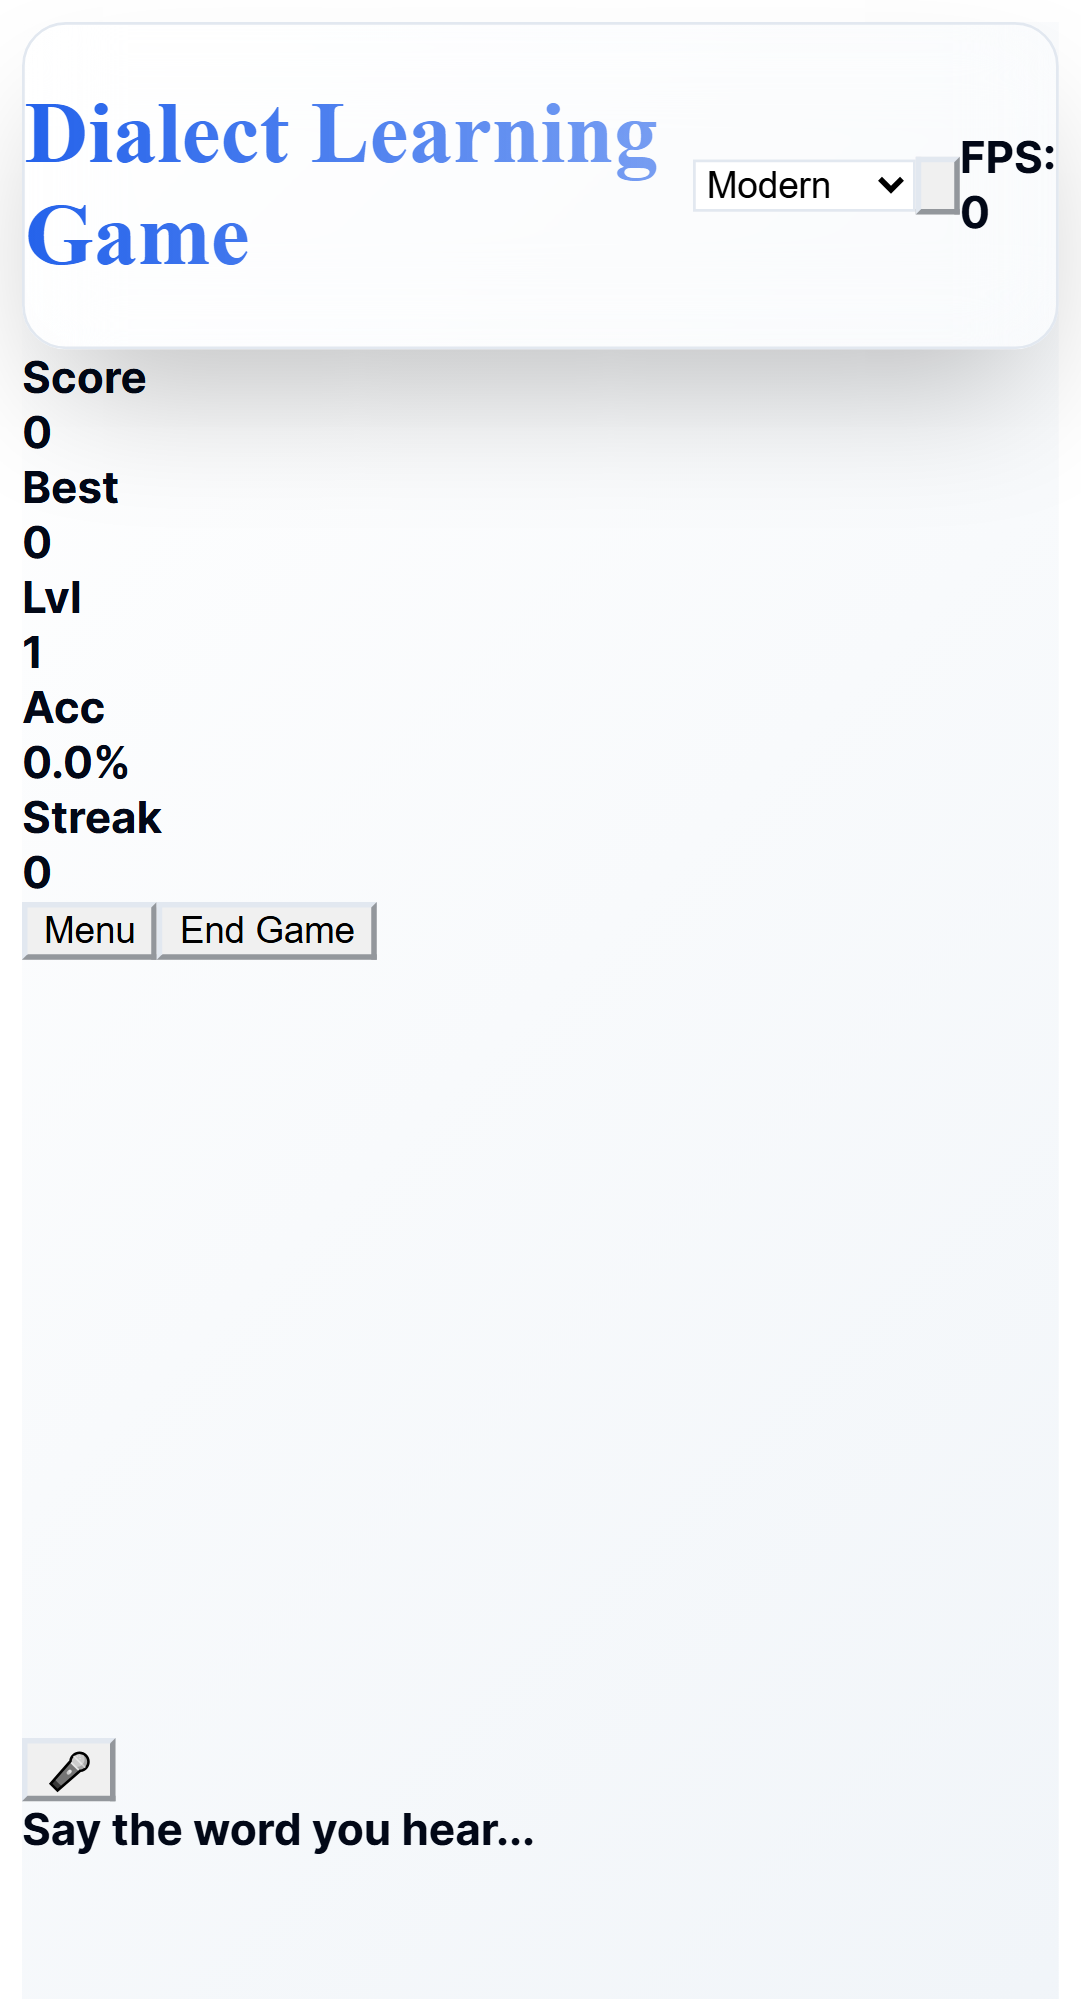 Dialect Learning
Game
Modern
FPS:
0
Score
0
Best
0
Lvl
1
Acc
0.0%
Streak
0
Menu
End Game
Say the word you hear...